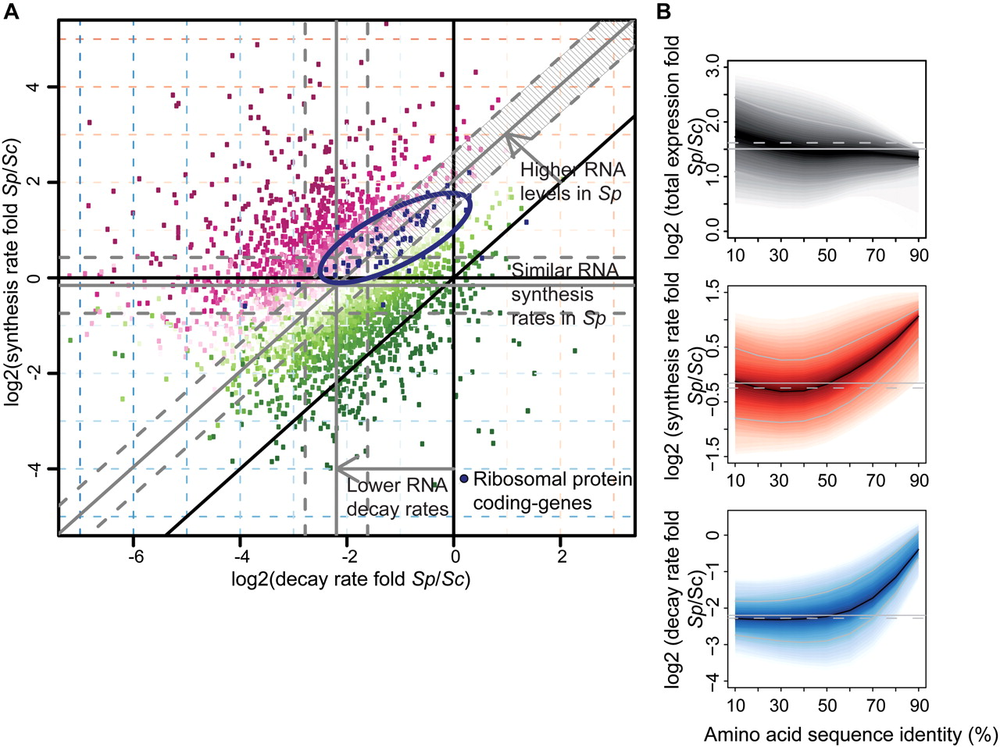 A
log2(synthesis rate fold Sp/Sc)
4
2
0
-2
-4
-6
-4
-2
0
2
log2(decay rate fold Sp/Sc)
Higher RNA
levels in Sp
Similar RNA
synthesis
rates in Sp
Lower RNA
decay rates
Ribosomal protein
coding-genes
B
log2 (total expression fold
Sp/Sc)
3.0
2.0
1.0
0.0
10
30
50
70
90
log2 (synthesis rate fold
Sp/Sc)
1.5
0.5
−0.5
−1.5
10
30
50
70
90
log2 (decay rate fold
Sp/Sc)
0
−1
−2
−3
−4
10
30
50
70
90
Amino acid sequence identity (%)